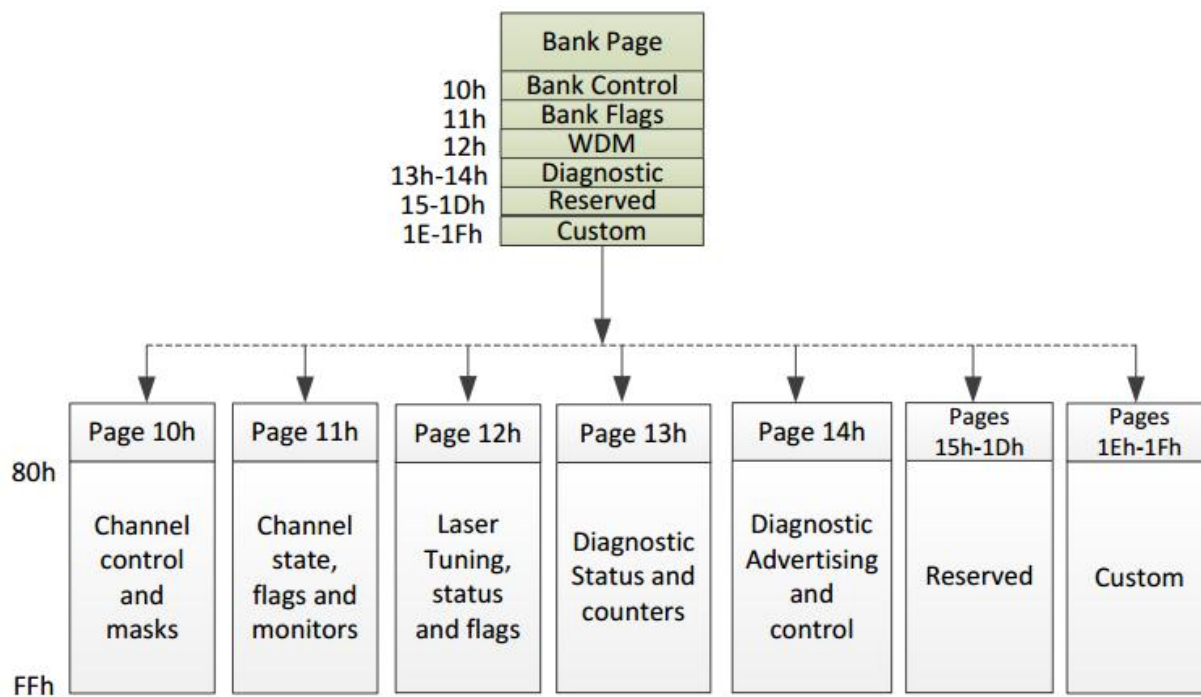 Bank Page
10h Bank Control
11h Bank Flags
12h WDM
13h-14h Diagnostic
15-1Dh Reserved
1E-1Fh Custom
Page 10h
Page 11h
Page 12h
Page 13h
Page 14h
Pages
15h-1Dh
Pages
1Eh-1Fh
80h
Channel
control
and
masks
Channel
state,
flags and
monitors
Laser
Tuning,
status
and flags
Diagnostic
Status and
counters
Diagnostic
Advertising
and
control
Reserved
Custom
FFh